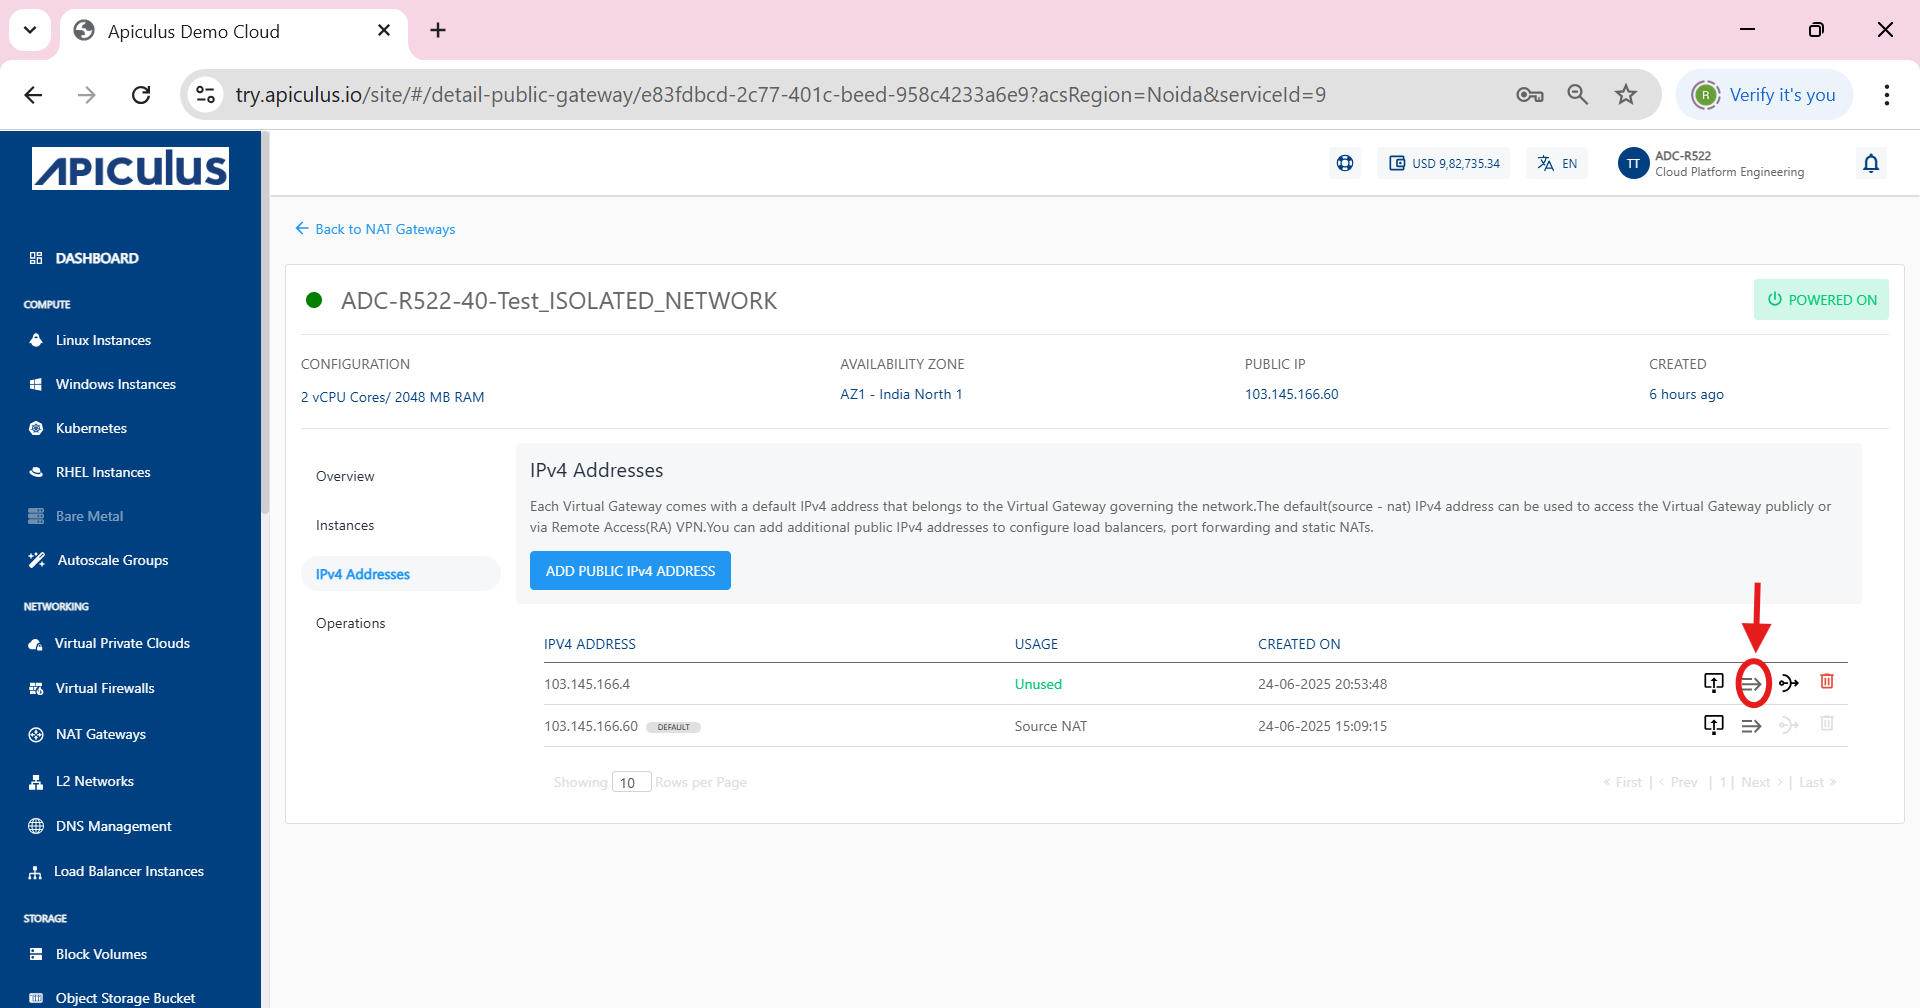 Apiculus Demo Cloud
try.apiculus.io/site/#/detail-public-gateway/e83fdbcd-2c77-401c-beed-958c4233a6e9?acsRegion=Noida&serviceId=9
R
Verify it's you
APICULUS
USD 9,82,735.34
EN
TT
ADC-R522
Cloud Platform Engineering
Back to NAT Gateways
DASHBOARD
COMPUTE
Linux Instances
Windows Instances
Kubernetes
RHEL Instances
Bare Metal
Autoscale Groups
NETWORKING
Virtual Private Clouds
Virtual Firewalls
NAT Gateways
L2 Networks
DNS Management
Load Balancer Instances
STORAGE
Block Volumes
Object Storage Bucket
ADC-R522-40-Test_ISOLATED_NETWORK
POWERED ON
CONFIGURATION
2 vCPU Cores/ 2048 MB RAM
AVAILABILITY ZONE
AZ1 - India North 1
PUBLIC IP
103.145.166.60
CREATED
6 hours ago
Overview
Instances
IPv4 Addresses
Operations
IPv4 Addresses
Each Virtual Gateway comes with a default IPv4 address that belongs to the Virtual Gateway governing the network.The default(source - nat) IPv4 address can be used to access the Virtual Gateway publicly or
via Remote Access(RA) VPN.You can add additional public IPv4 addresses to configure load balancers, port forwarding and static NATs.
ADD PUBLIC IPv4 ADDRESS
IPV4 ADDRESS USAGE CREATED ON
103.145.166.4 Unused 24-06-2025 20:53:48
103.145.166.60 DEFAULT Source NAT 24-06-2025 15:09:15
Showing 10 Rows per Page
« First | < Prev | 1 | Next > | Last »